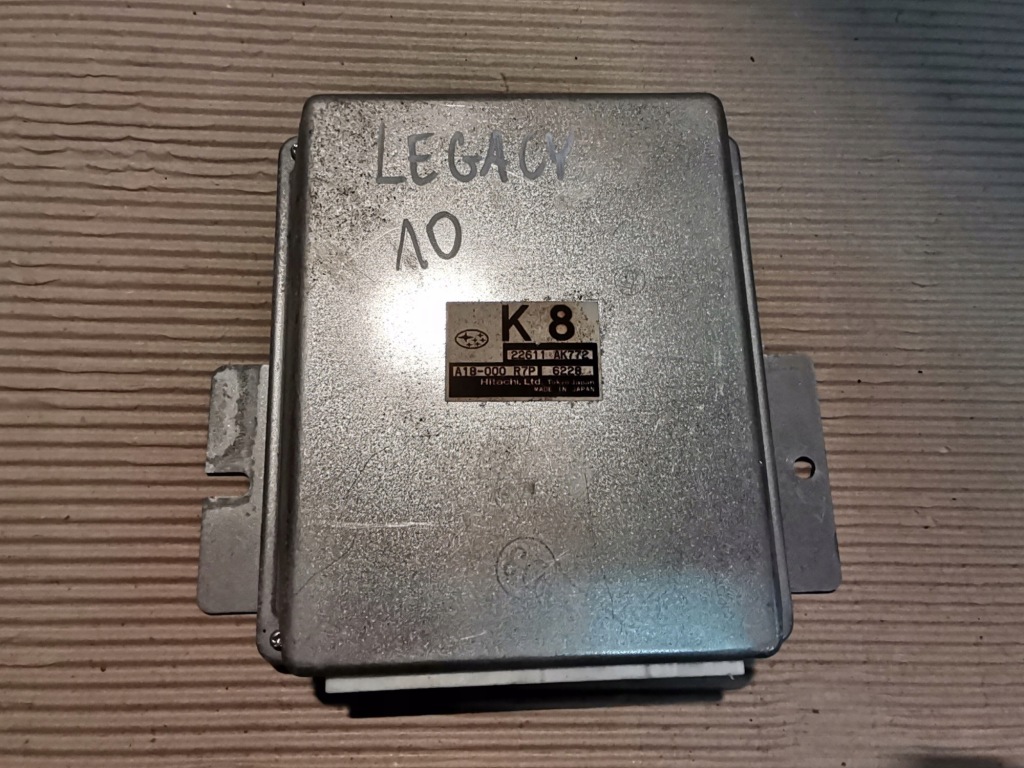 LEGACY
10
K 8
22611 AK772
A18-000 R7P 6228
Hitachi, Ltd. Tokyo Japan
MADE IN JAPAN